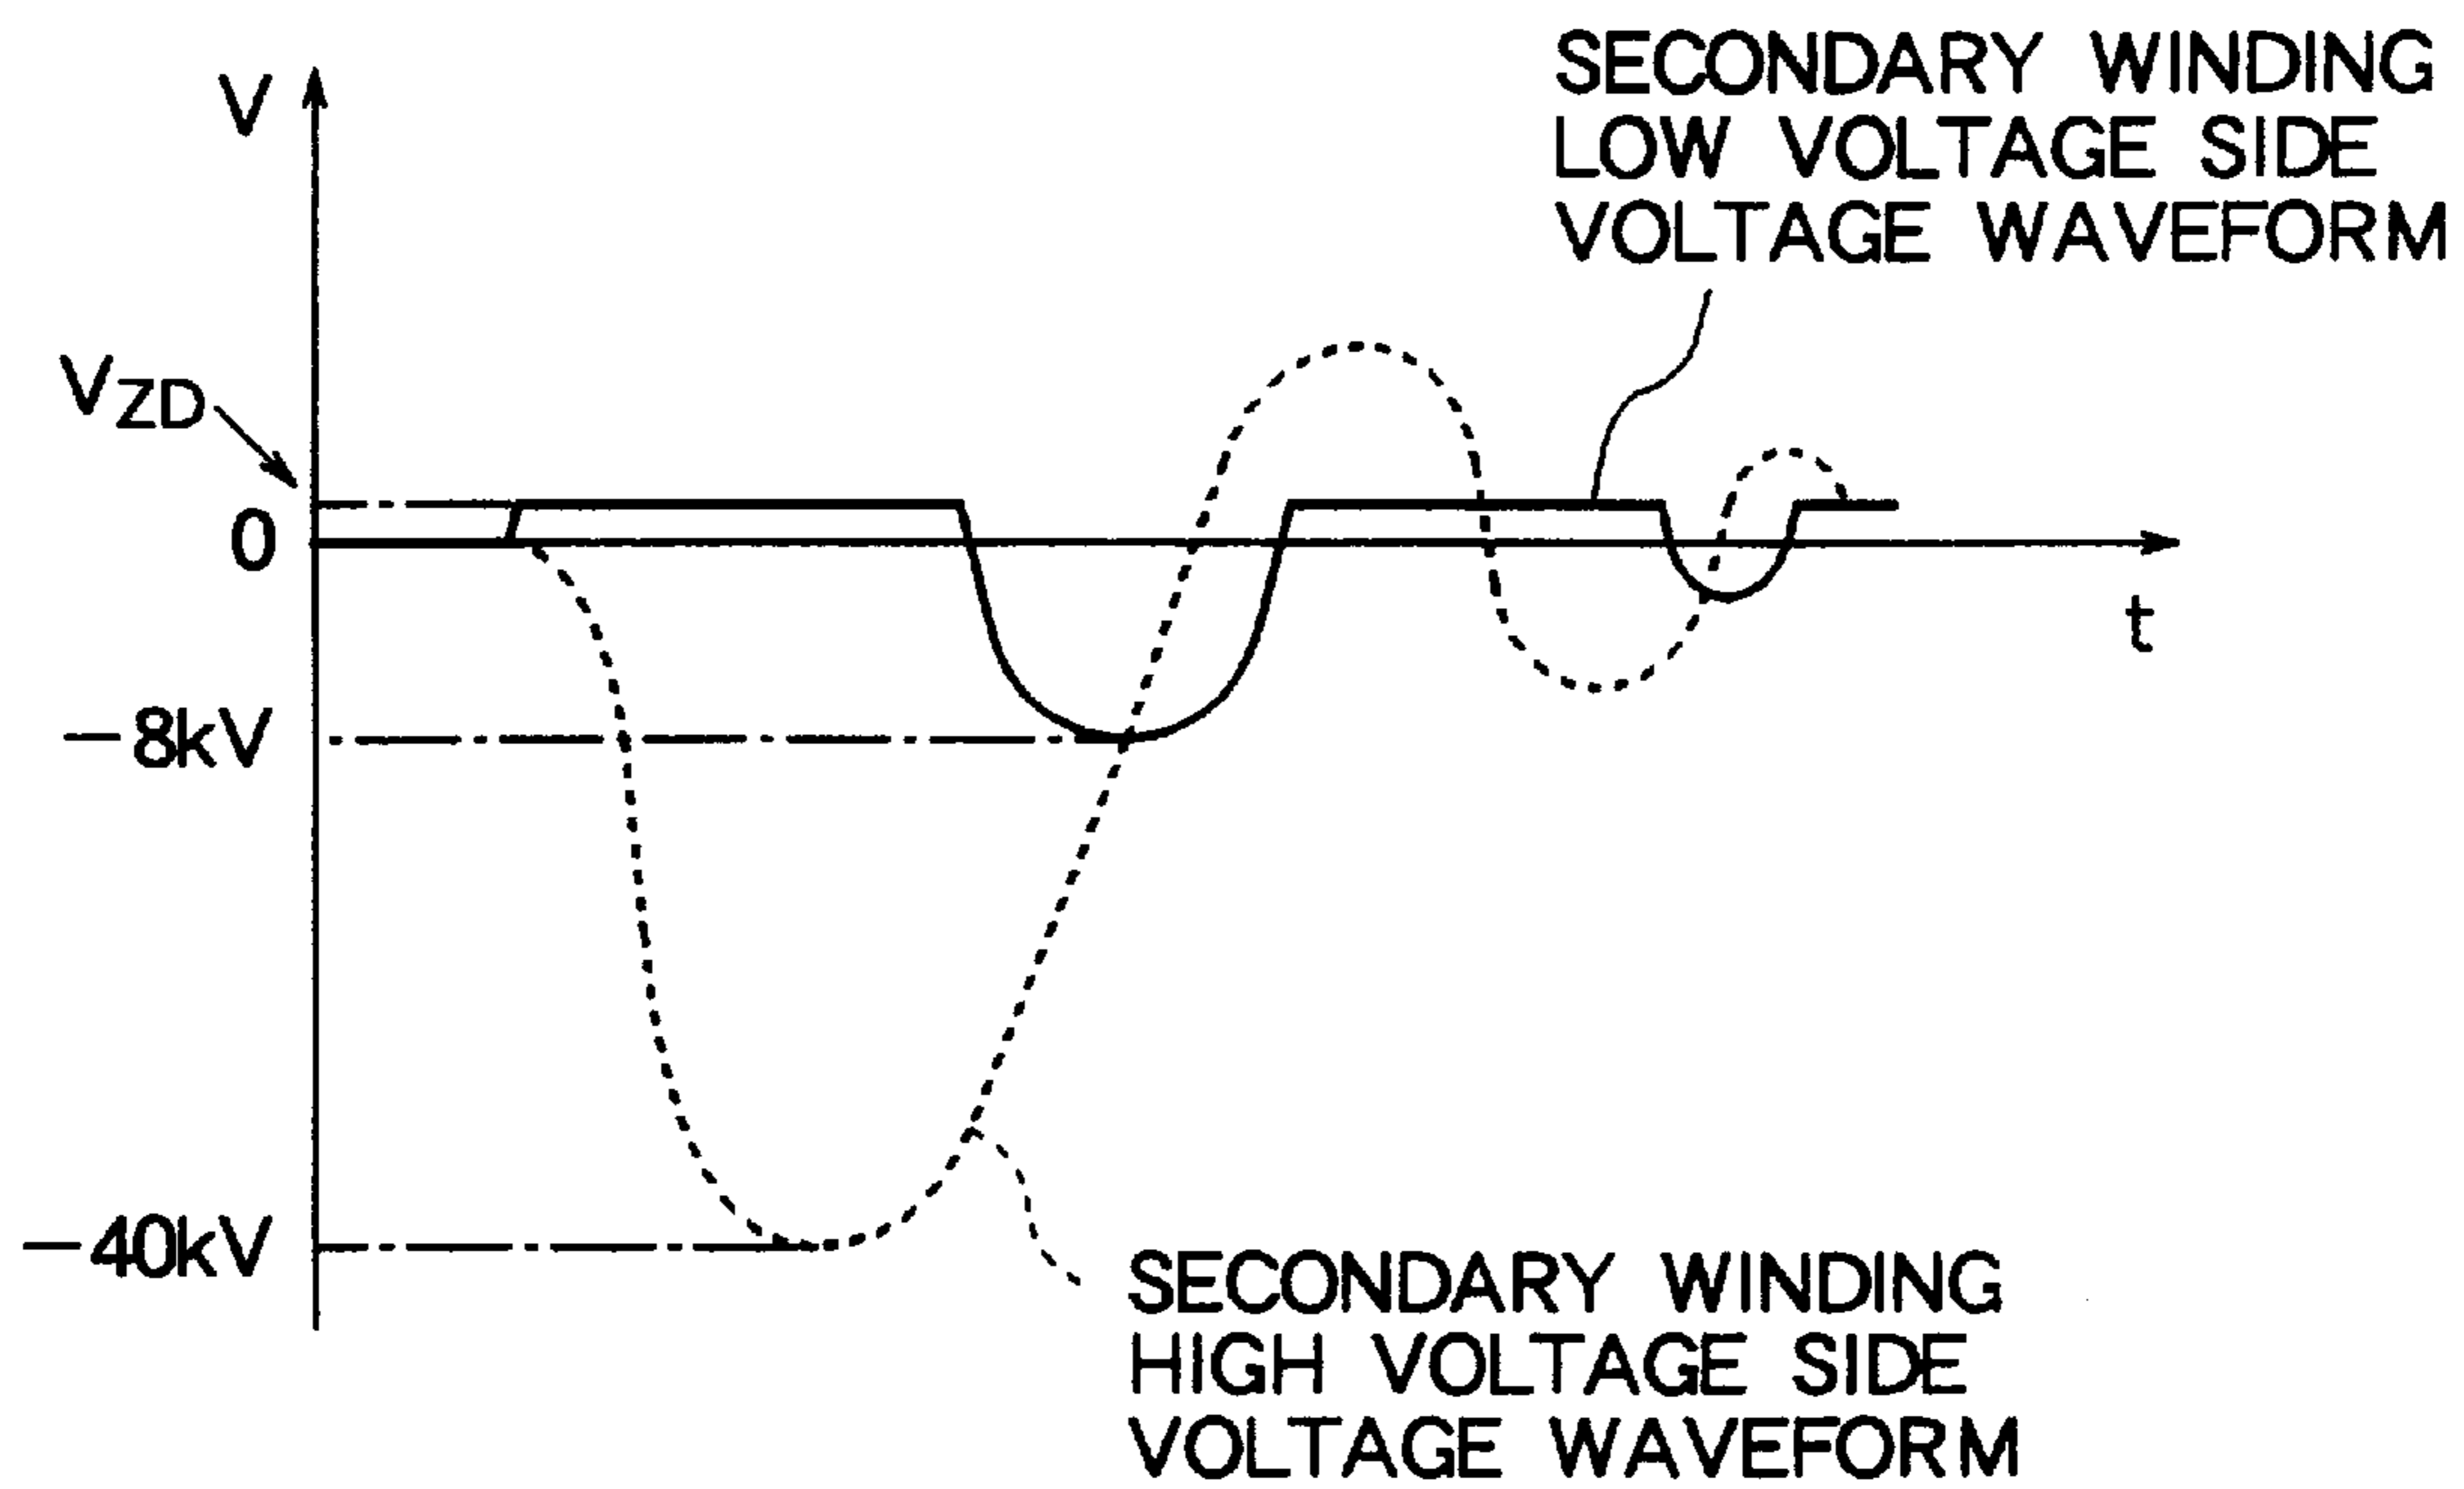 SECONDARY WINDING
LOW VOLTAGE SIDE
VOLTAGE WAVEFORM
V
VZD
0
t
−8kV
−40kV
SECONDARY WINDING
HIGH VOLTAGE SIDE
VOLTAGE WAVEFORM